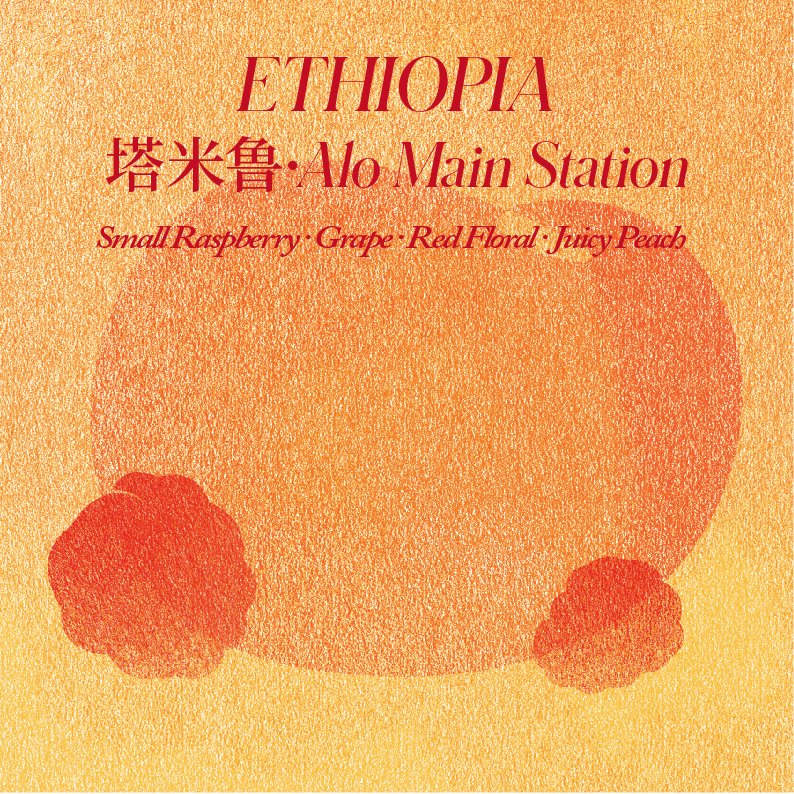 ETHIOPIA
塔米鲁·Alo Main Station
Small Raspberry · Grape · Red Floral · Juicy Peach